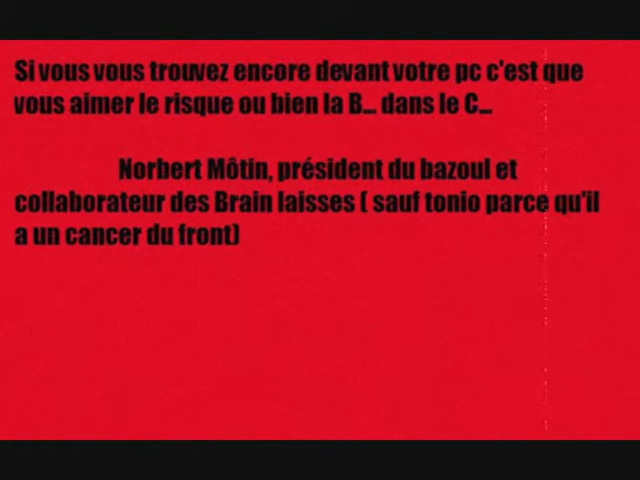 Si vous vous trouvez encore devant votre pc c'est que
vous aimer le risque ou bien la B... dans le C...
Norbert Môtin, président du bazoul et
collaborateur des Brain laisses ( sauf tonio parce qu'il
a un cancer du front)